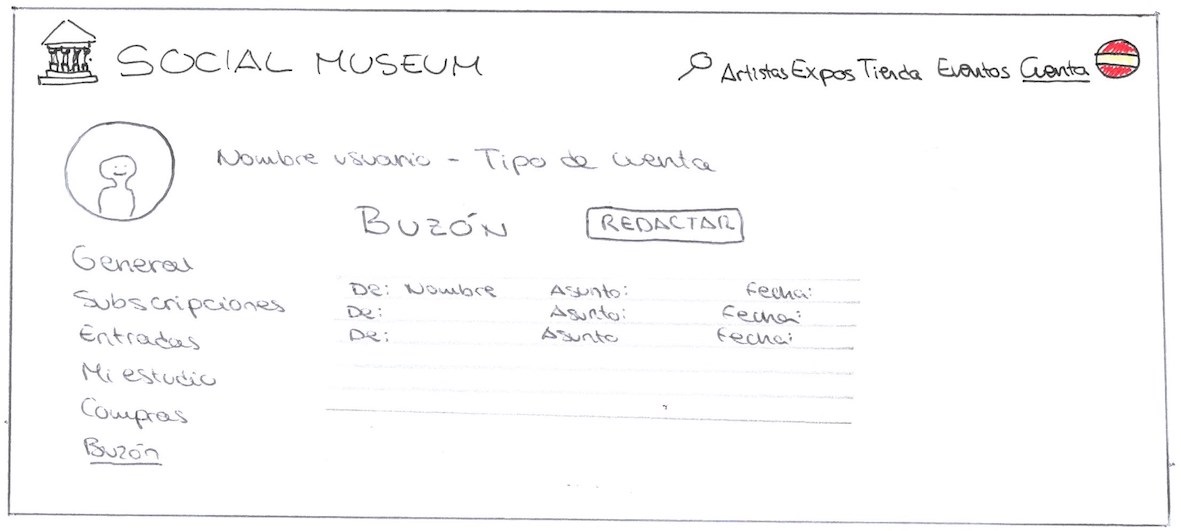 SOCIAL MUSEUM
Artistas Expos Tienda Eventos Cuenta
Nombre usuario - Tipo de cuenta
BUZÓN REDACTAR
General
Subscripciones
Entradas
Mi estudio
Compras
Buzón
De: Nombre Asunto: Fecha:
De: Asunto: Fecha:
De: Asunto Fecha: